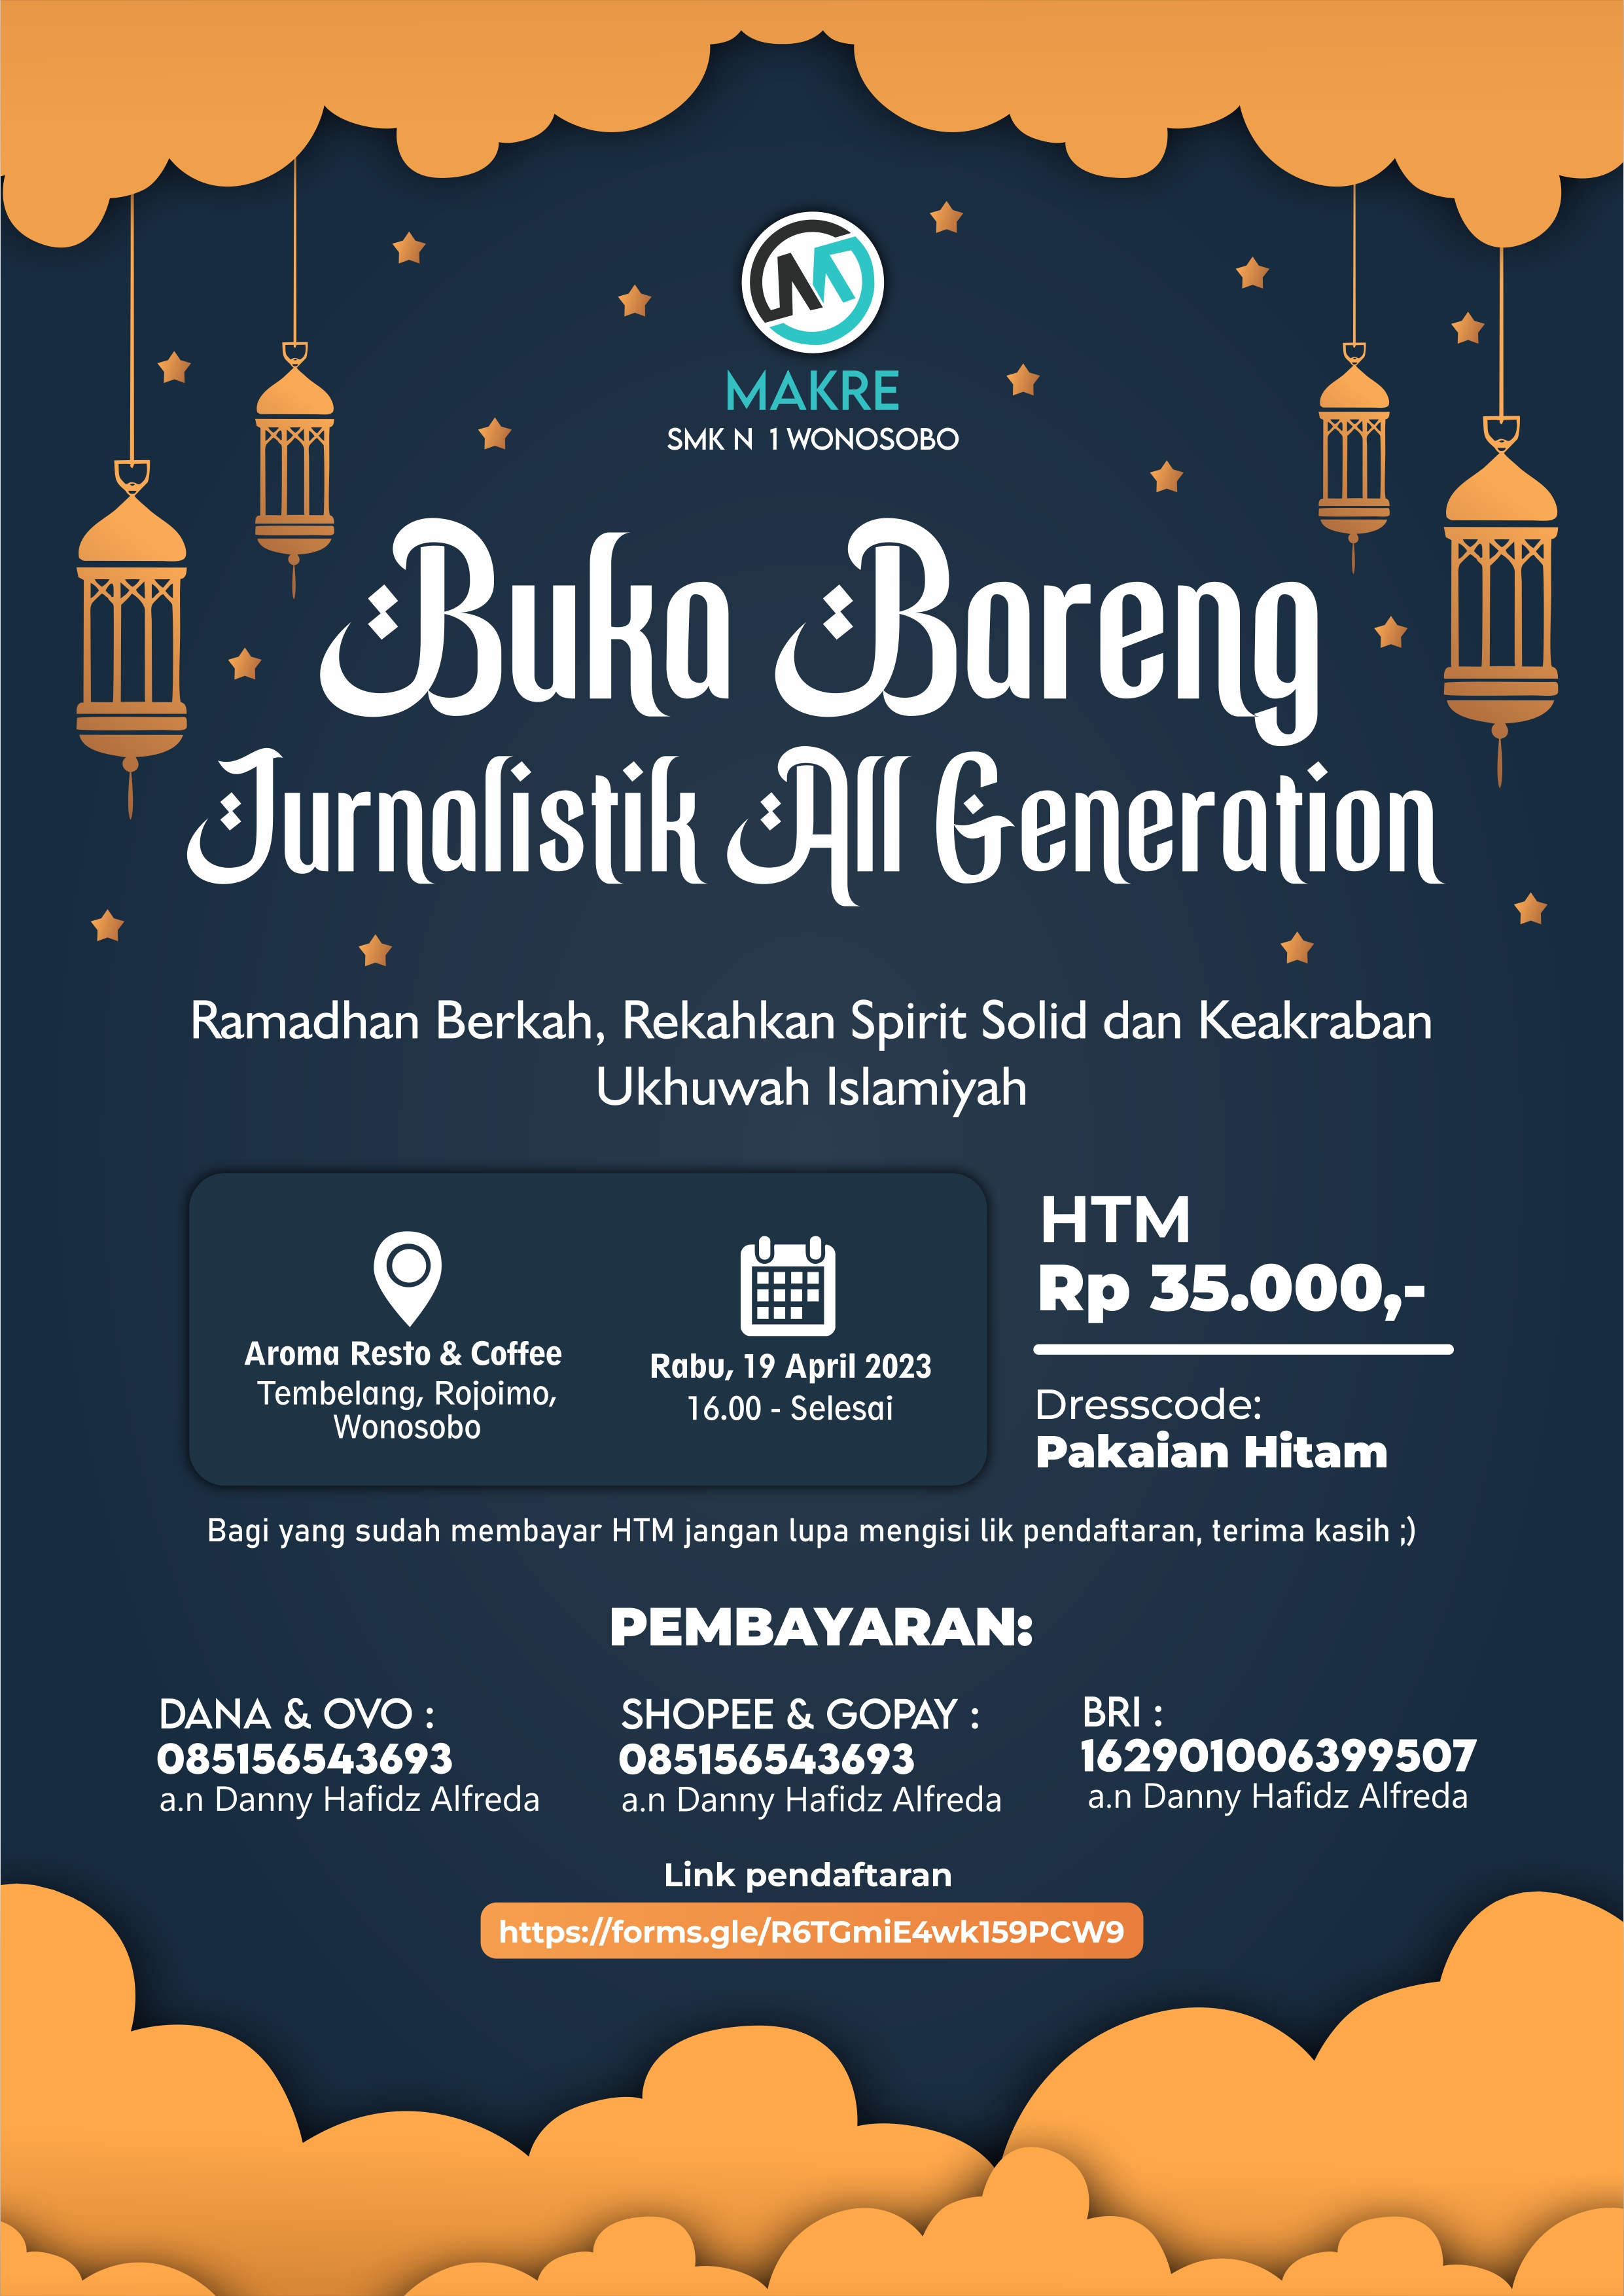 MAKRE
SMK N 1 WONOSOBO
Buka Bareng
Jurnalistik All Generation
Ramadhan Berkah, Rekahkan Spirit Solid dan Keakraban
Ukhuwah Islamiyah
Aroma Resto & Coffee
Tembelang, Rojoimo,
Wonosobo
Rabu, 19 April 2023
16.00 - Selesai
HTM
Rp 35.000,-
Dresscode:
Pakaian Hitam
Bagi yang sudah membayar HTM jangan lupa mengisi lik pendaftaran, terima kasih ;)
PEMBAYARAN:
DANA & OVO :
085156543693
a.n Danny Hafidz Alfreda
SHOPEE & GOPAY :
085156543693
a.n Danny Hafidz Alfreda
BRI :
162901006399507
a.n Danny Hafidz Alfreda
Link pendaftaran
https://forms.gle/R6TGmiE4wk159PCW9